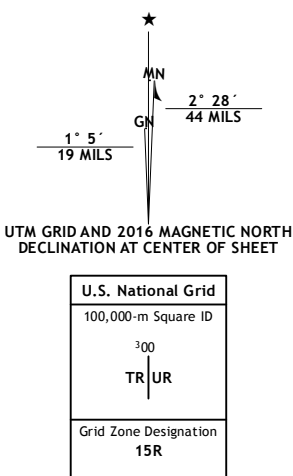 ★
MN
2° 28´
44 MILS
GN
1° 5´
19 MILS
UTM GRID AND 2016 MAGNETIC NORTH
DECLINATION AT CENTER OF SHEET
U.S. National Grid
100,000-m Square ID
³00
TR UR
Grid Zone Designation
15R